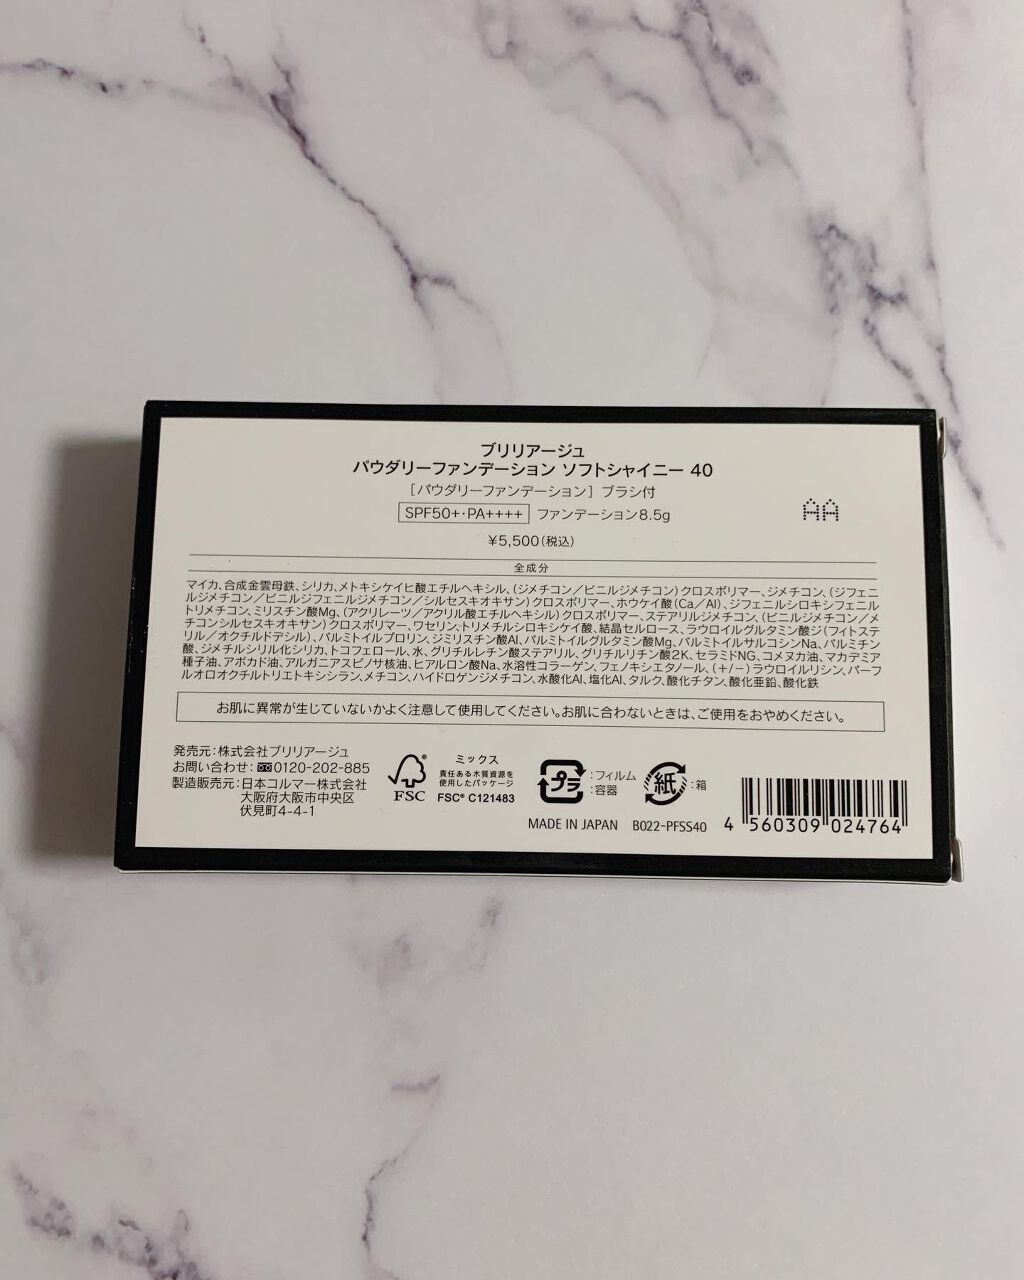 ブリリアージュ
パウダリーファンデーション ソフトシャイニー 40
［パウダリーファンデーション］ ブラシ付
SPF50+・PA++++ ファンデーション8.5g
AA
¥5,500（税込）
全成分
マイカ、合成金雲母鉄、シリカ、メトキシケイヒ酸エチルヘキシル、（ジメチコン／ビニルジメチコン）クロスポリマー、ジメチコン、（ジフェニ
ルジメチコン／ビニルジフェニルジメチコン／シルセスキオキサン）クロスポリマー、ホウケイ酸（Ca／Al）、ジフェニルシロキシフェニル
トリメチコン、ミリスチン酸Mg、（アクリレーツ／アクリル酸エチルヘキシル）クロスポリマー、ステアリルジメチコン、（ビニルジメチコン／メ
チコンシルセスキオキサン）クロスポリマー、ワセリン、トリメチルシロキシケイ酸、結晶セルロース、ラウロイルグルタミン酸ジ（フィトステ
リル／オクチルドデシル）、パルミトイルプロリン、ジミリスチン酸Al、パルミトイルグルタミン酸Mg、パルミトイルサルコシンNa、パルミチン
酸、ジメチルシリル化シリカ、トコフェロール、水、グリチルレチン酸ステアリル、グリチルリチン酸2K、セラミドNG、コメヌカ油、マカデミア
種子油、アボカド油、アルガニアスピノサ核油、ヒアルロン酸Na、水溶性コラーゲン、フェノキシエタノール、（+／−）ラウロイルリシン、パーフ
ルオロオクチルトリエトキシシラン、メチコン、ハイドロゲンジメチコン、水酸化Al、塩化Al、タルク、酸化チタン、酸化亜鉛、酸化鉄
お肌に異常が生じていないかよく注意して使用してください。お肌に合わないときは、ご使用をおやめください。
発売元：株式会社ブリリアージュ
お問い合わせ：0120-202-885
製造販売元：日本コルマー株式会社
大阪府大阪市中央区
伏見町4-4-1
FSC
ミックス
責任ある木質資源を
使用したパッケージ
FSC® C121483
プラ ：フィルム
：容器
紙 ：箱
MADE IN JAPAN B022-PFSS40
4 560309 024764